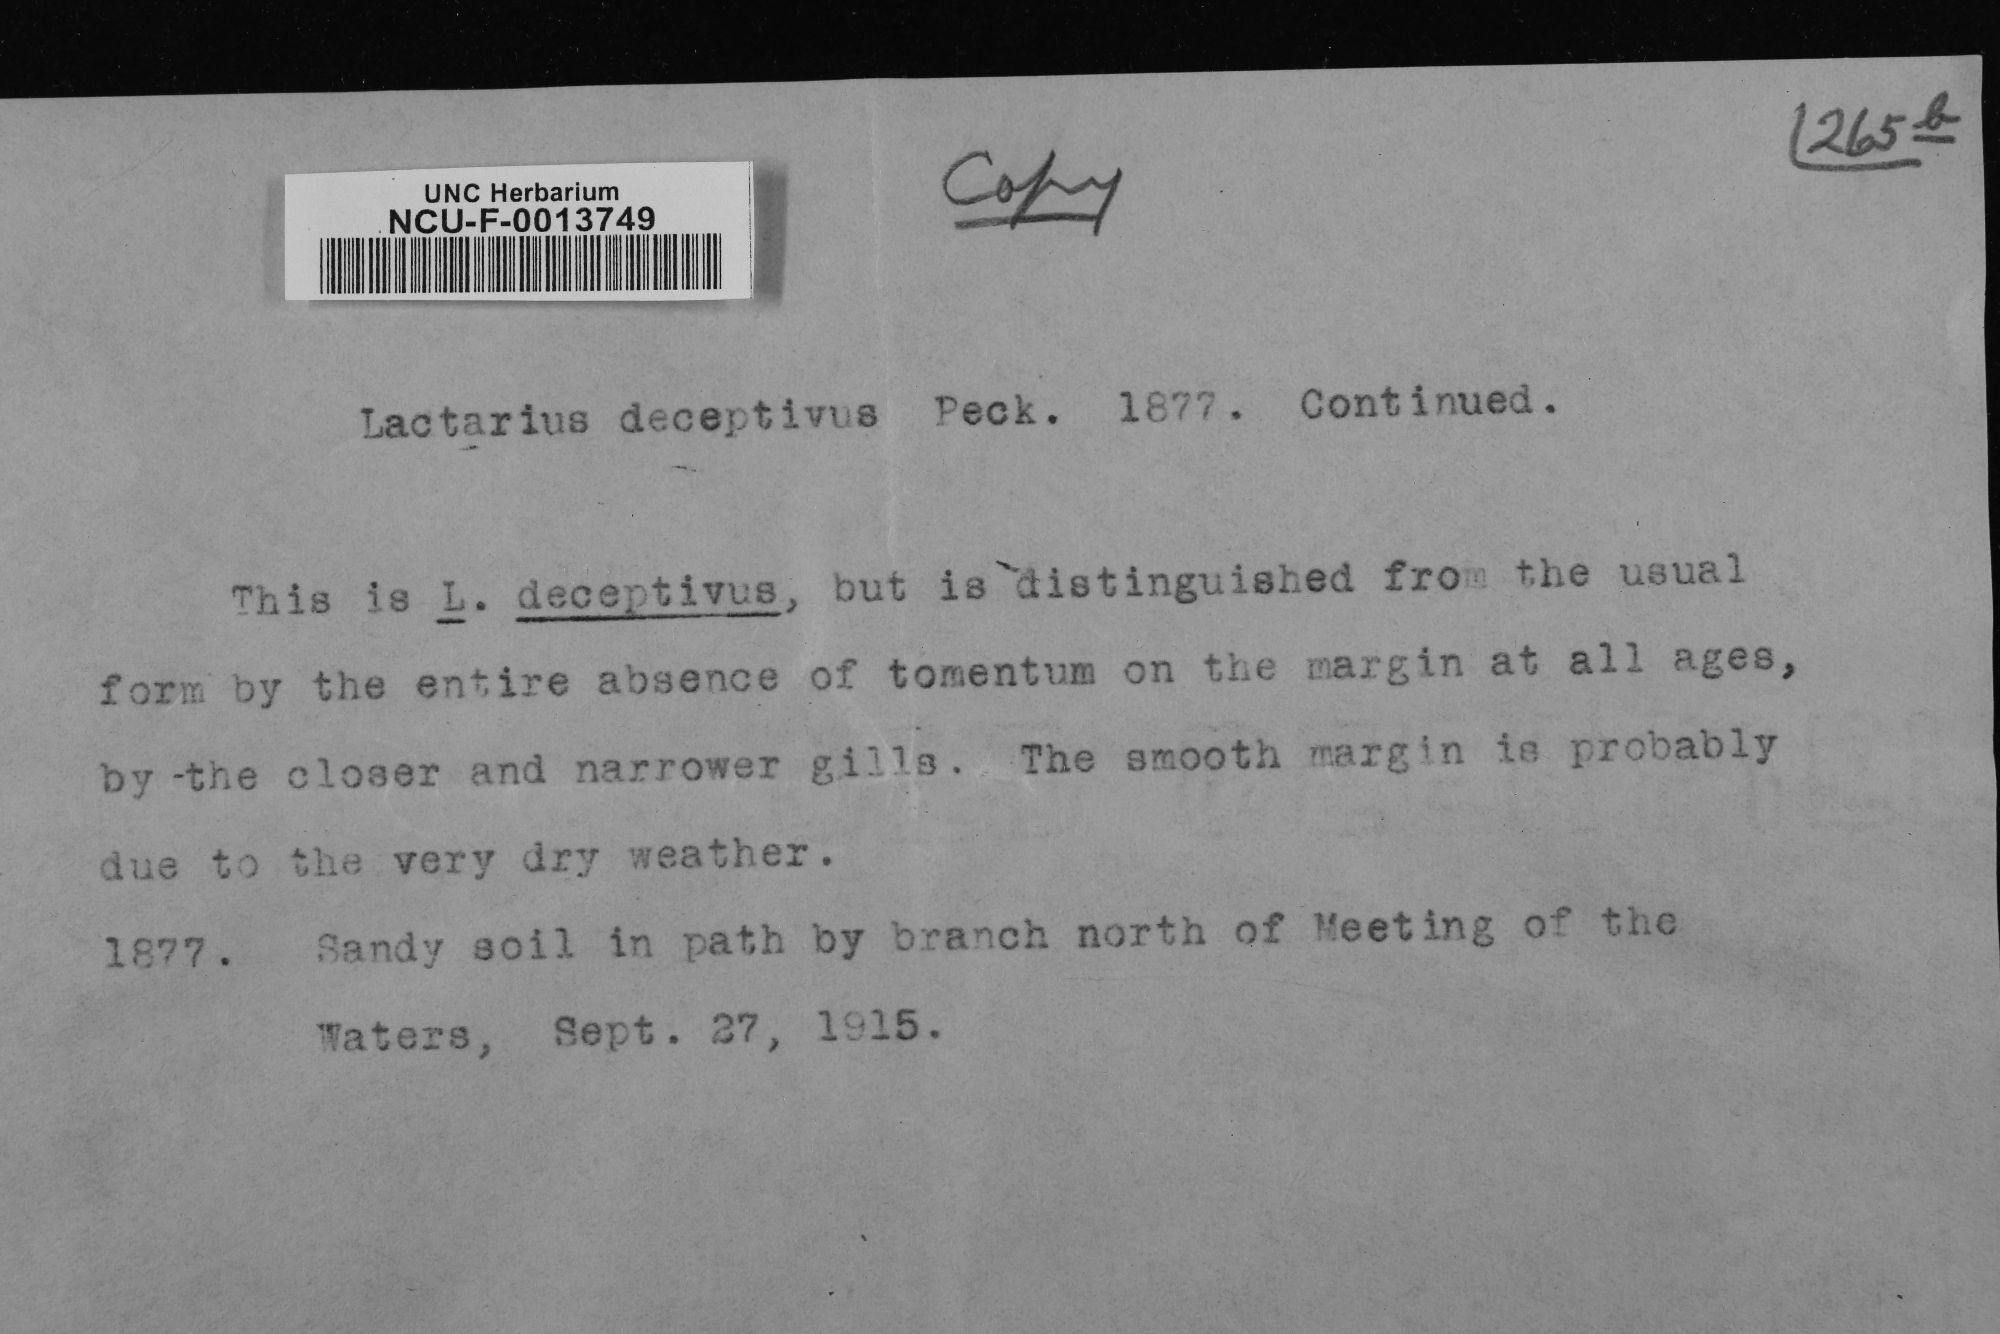 265 b
Copy
UNC Herbarium
NCU-F-0013749
Lactarius deceptivus Peck. 1877. Continued.
This is L. deceptivus, but is distinguished from the usual
form by the entire absence of tomentum on the margin at all ages,
by -the closer and narrower gills. The smooth margin is probably
due to the very dry weather.
1877. Sandy soil in path by branch north of Meeting of the
Waters, Sept. 27, 1915.